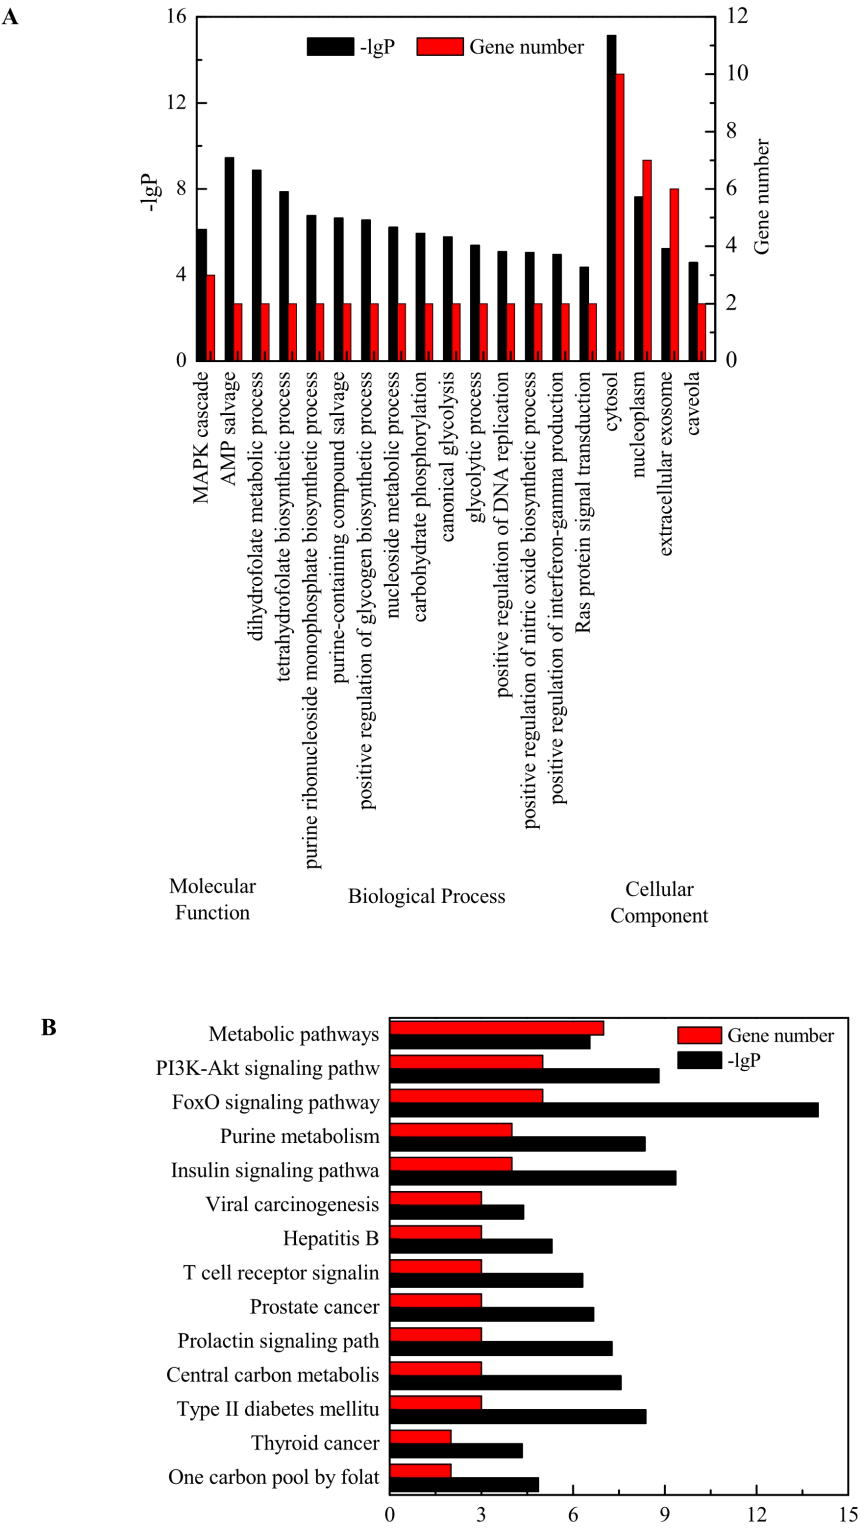 A
16
12
8
4
0
-lgP
-lgP
Gene number
12
10
8
6
4
2
0
Gene number
MAPK cascade
AMP salvage
dihydrofolate metabolic process
tetrahydrofolate biosynthetic process
purine ribonucleoside monophosphate biosynthetic process
purine-containing compound salvage
positive regulation of glycogen biosynthetic process
nucleoside metabolic process
carbohydrate phosphorylation
canonical glycolysis
glycolytic process
positive regulation of DNA replication
positive regulation of nitric oxide biosynthetic process
positive regulation of interferon-gamma production
Ras protein signal transduction
cytosol
nucleoplasm
extracellular exosome
caveola
Molecular
Function
Biological Process
Cellular
Component
B
Gene number
-lgP
Metabolic pathways
PI3K-Akt signaling pathw
FoxO signaling pathway
Purine metabolism
Insulin signaling pathwa
Viral carcinogenesis
Hepatitis B
T cell receptor signalin
Prostate cancer
Prolactin signaling path
Central carbon metabolis
Type II diabetes mellitu
Thyroid cancer
One carbon pool by folat
0
3
6
9
12
15